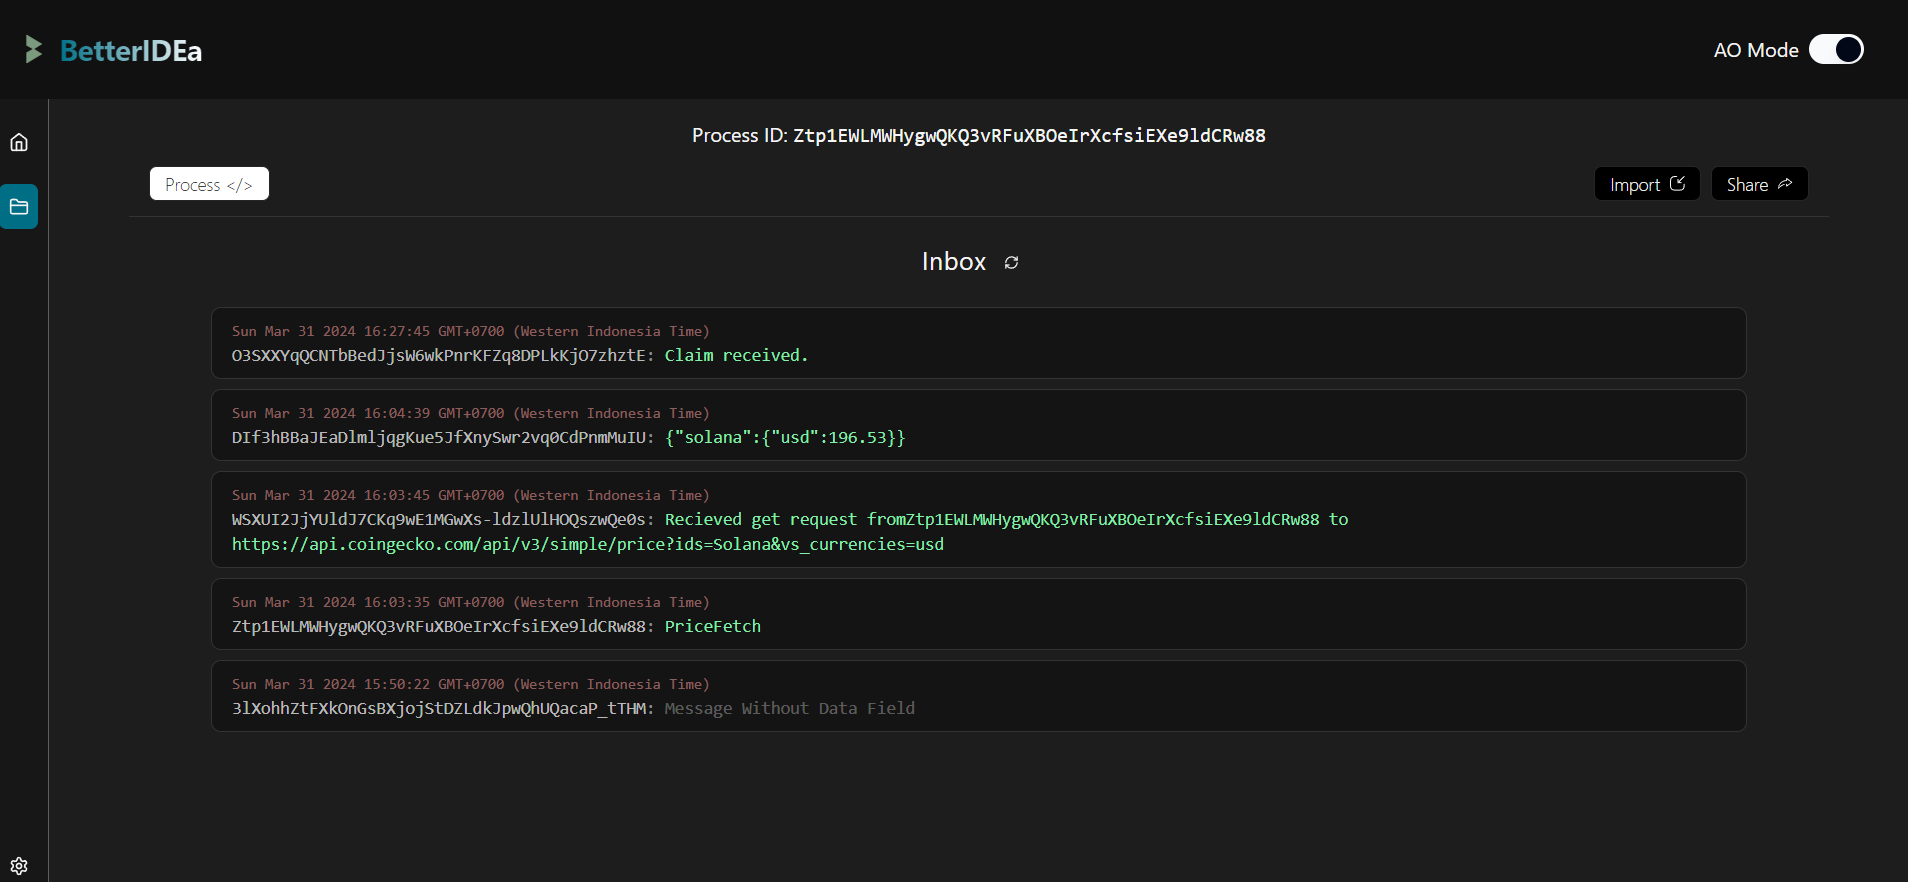 BetterIDEa
AO Mode
Process ID: Ztp1EWLMWHygwQKQ3vRFuXBOeIrXcfsiEXe9ldCRw88
Process </>
Import
Share
Inbox
Sun Mar 31 2024 16:27:45 GMT+0700 (Western Indonesia Time)
O3SXXYqQCNTbBedJjsW6wkPnrKFZq8DPLkKjO7zhztE: Claim received.
Sun Mar 31 2024 16:04:39 GMT+0700 (Western Indonesia Time)
DIf3hBBaJEaDlmljqgKue5JfXnySwr2vq0CdPnmMuIU: {"solana":{"usd":196.53}}
Sun Mar 31 2024 16:03:45 GMT+0700 (Western Indonesia Time)
WSXUI2JjYUldJ7CKq9wE1MGwXs-ldzlUlHOQszwQe0s: Recieved get request fromZtp1EWLMWHygwQKQ3vRFuXBOeIrXcfsiEXe9ldCRw88 to
https://api.coingecko.com/api/v3/simple/price?ids=Solana&vs_currencies=usd
Sun Mar 31 2024 16:03:35 GMT+0700 (Western Indonesia Time)
Ztp1EWLMWHygwQKQ3vRFuXBOeIrXcfsiEXe9ldCRw88: PriceFetch
Sun Mar 31 2024 15:50:22 GMT+0700 (Western Indonesia Time)
3lXohhZtFXkOnGsBXjojStDZLdkJpwQhUQacaP_tTHM: Message Without Data Field